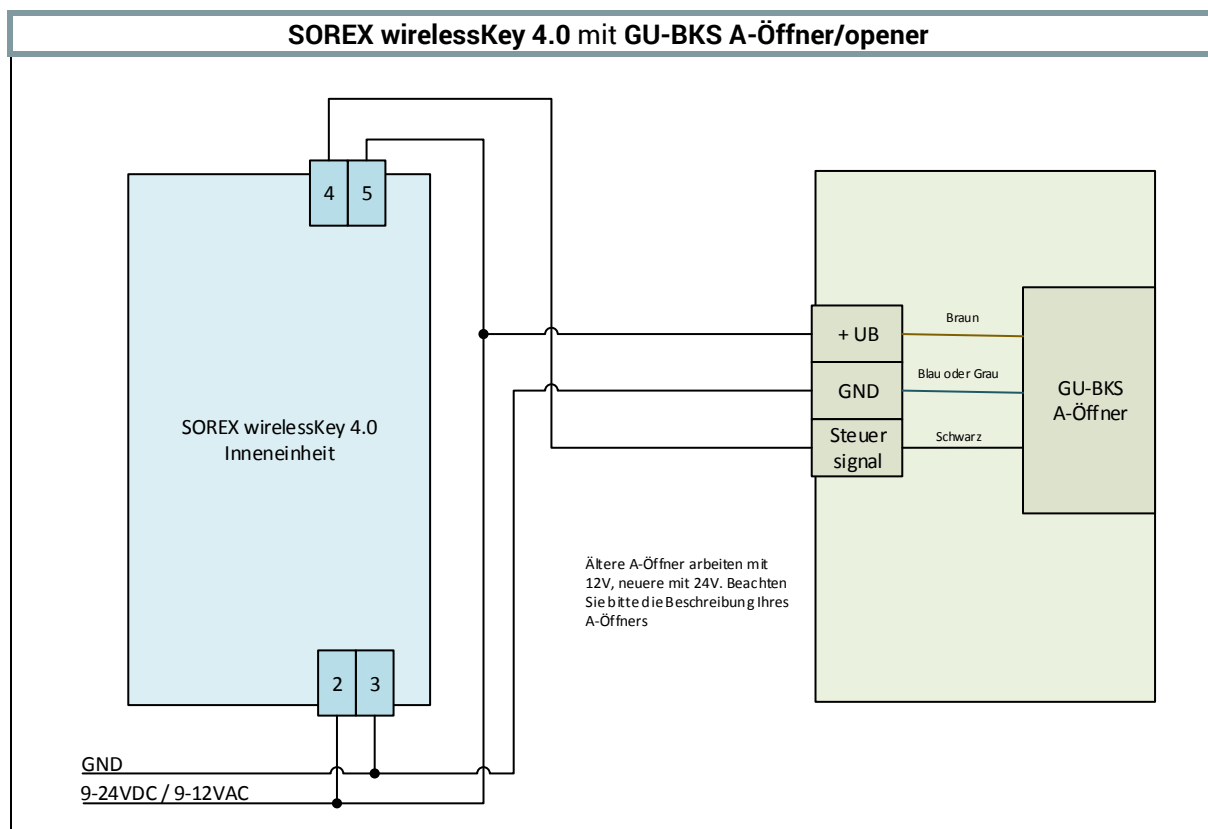 SOREX wirelessKey 4.0 mit GU-BKS A-Öffner/opener
4 5
SOREX wirelessKey 4.0
Inneneinheit
2 3
GND
9-24VDC / 9-12VAC
+ UB
GND
Steuer
signal
Braun
Blau oder Grau
Schwarz
GU-BKS
A-Öffner
Ältere A-Öffner arbeiten mit
12V, neuere mit 24V. Beachten
Sie bitte die Beschreibung Ihres
A-Öffners